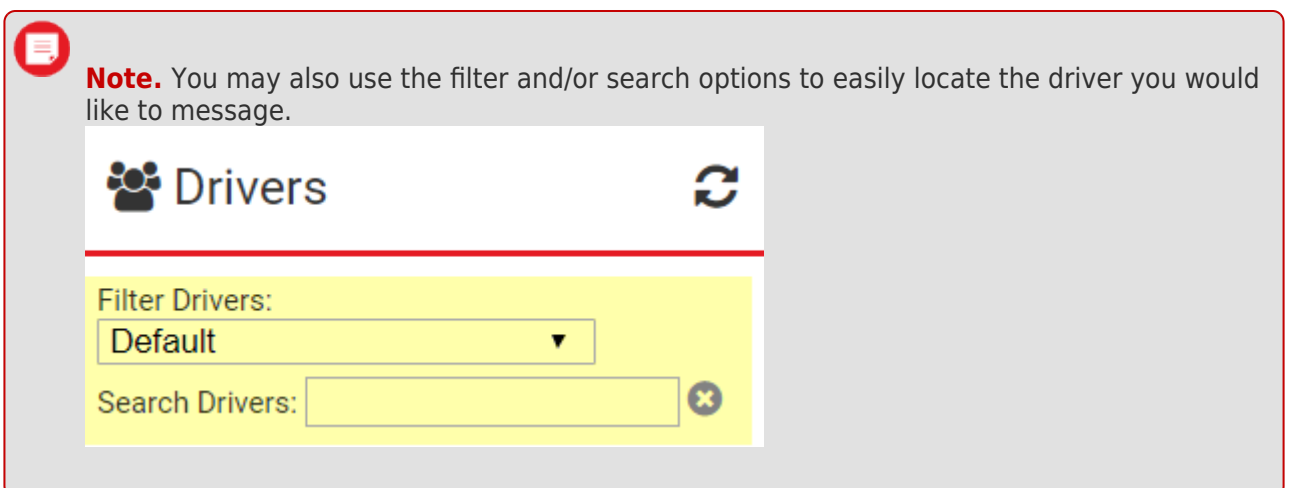 Note. You may also use the filter and/or search options to easily locate the driver you would
like to message.
Drivers
Filter Drivers:
Default
Search Drivers: